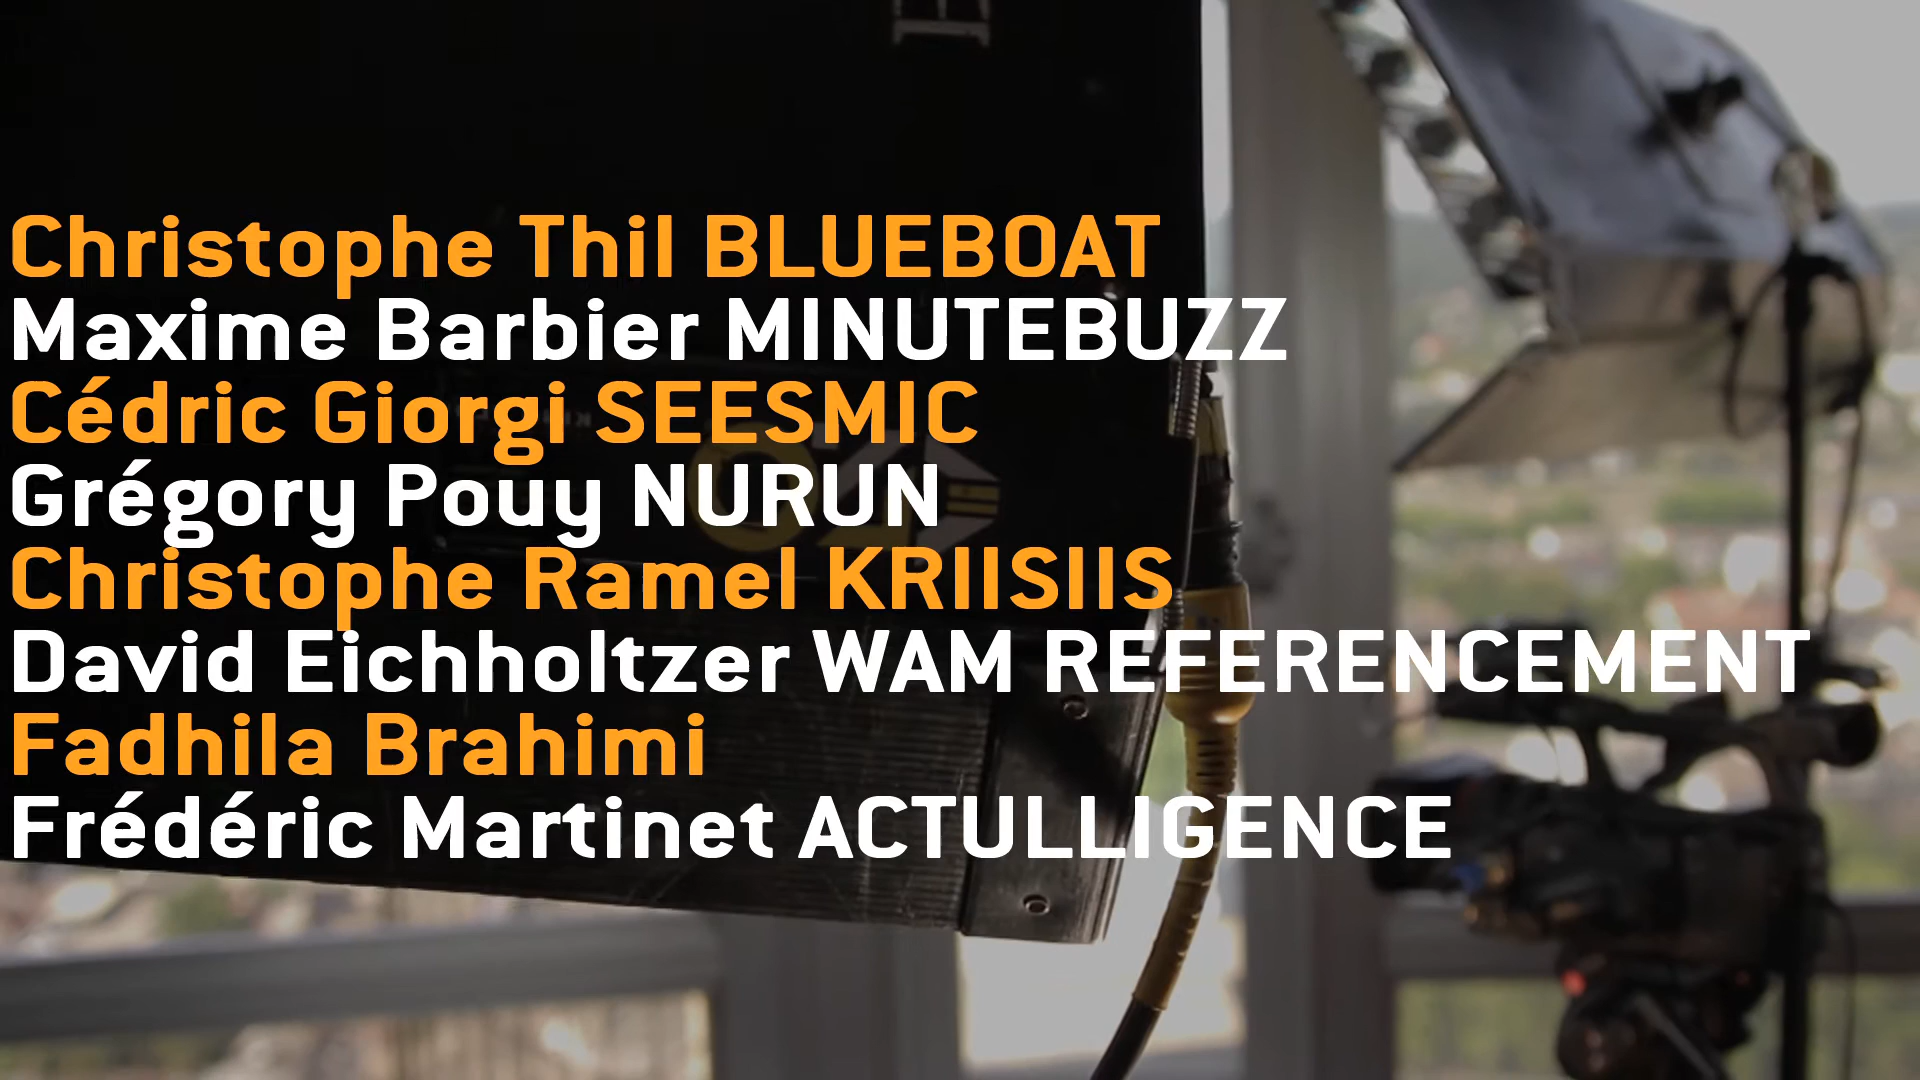 Christophe Thil BLUEBOAT
Maxime Barbier MINUTEBUZZ
Cédric Giorgi SEESMIC
Grégory Pouy NURUN
Christophe Ramel KRIISIIS
David Eichholtzer WAM REFERENCEMENT
Fadhila Brahimi
Frédéric Martinet ACTULLIGENCE